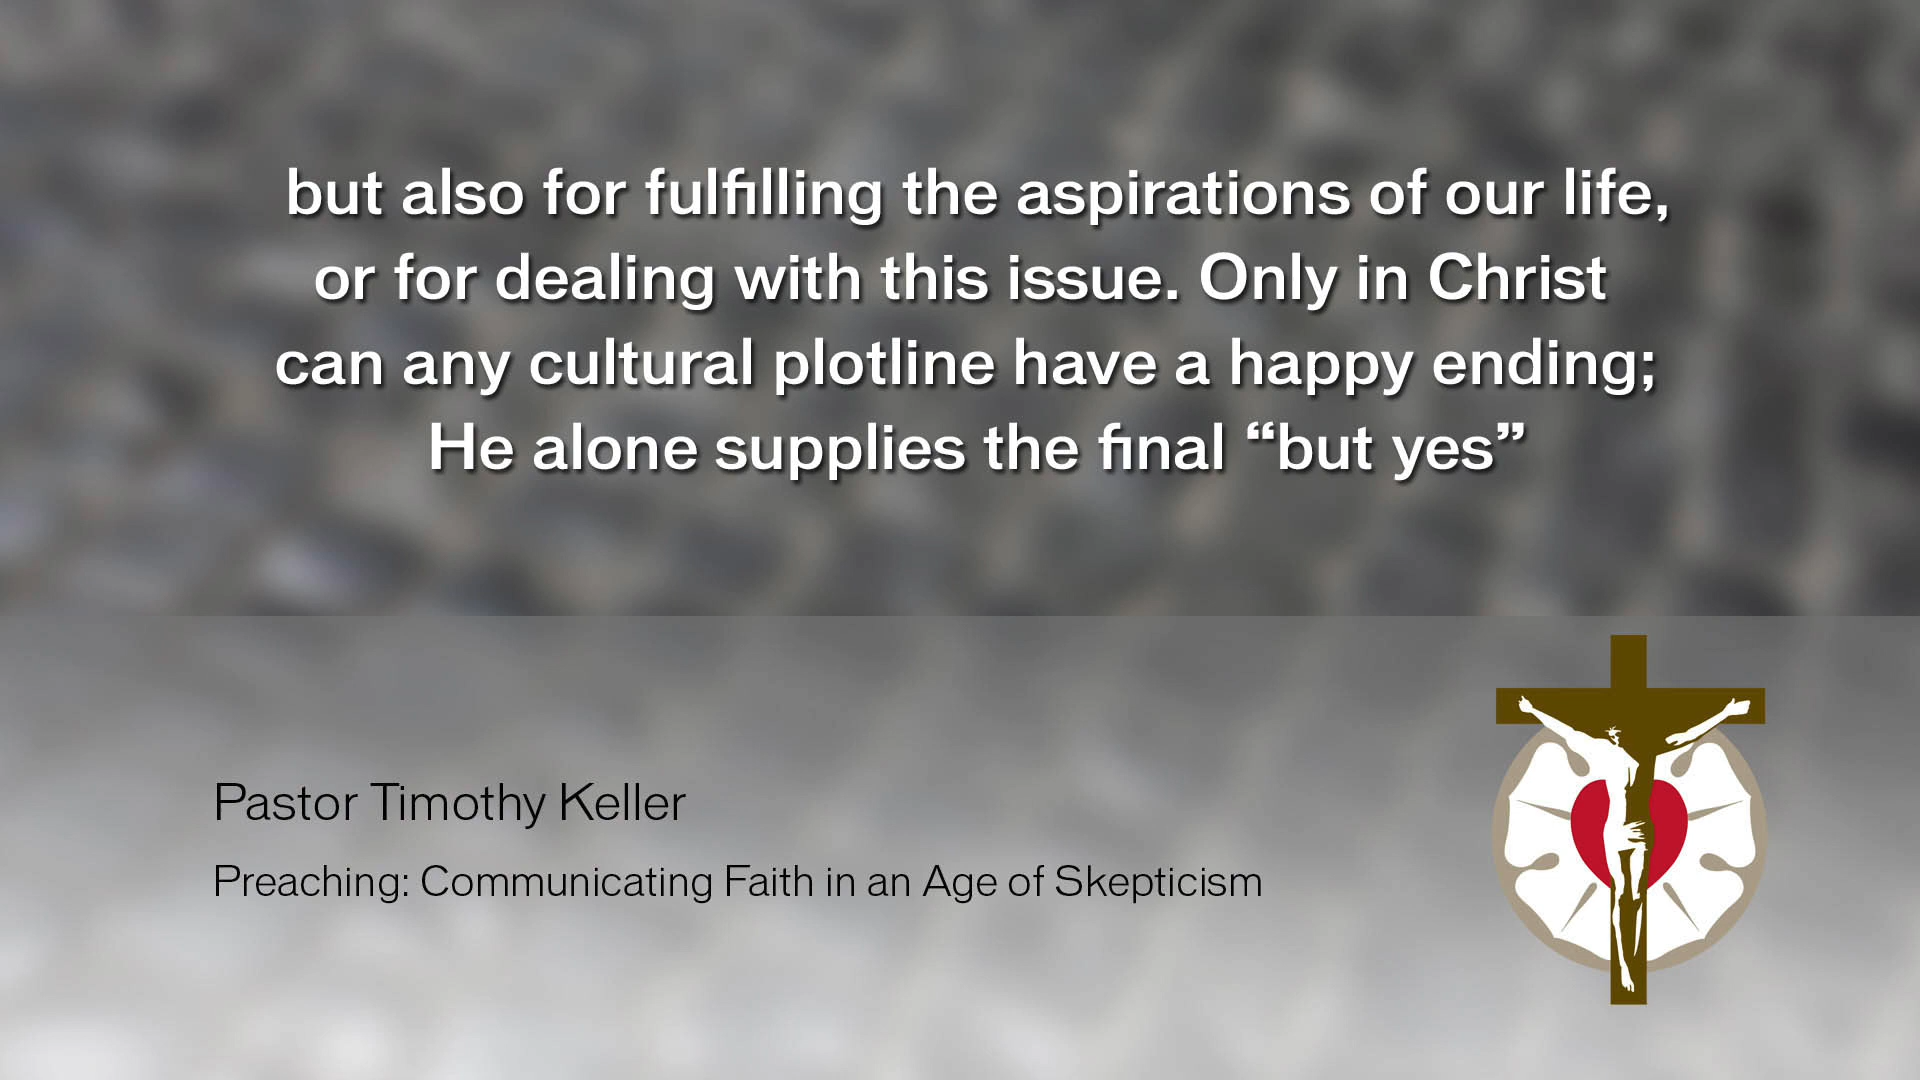 but also for fulfilling the aspirations of our life,
or for dealing with this issue. Only in Christ
can any cultural plotline have a happy ending;
He alone supplies the final “but yes”
Pastor Timothy Keller
Preaching: Communicating Faith in an Age of Skepticism